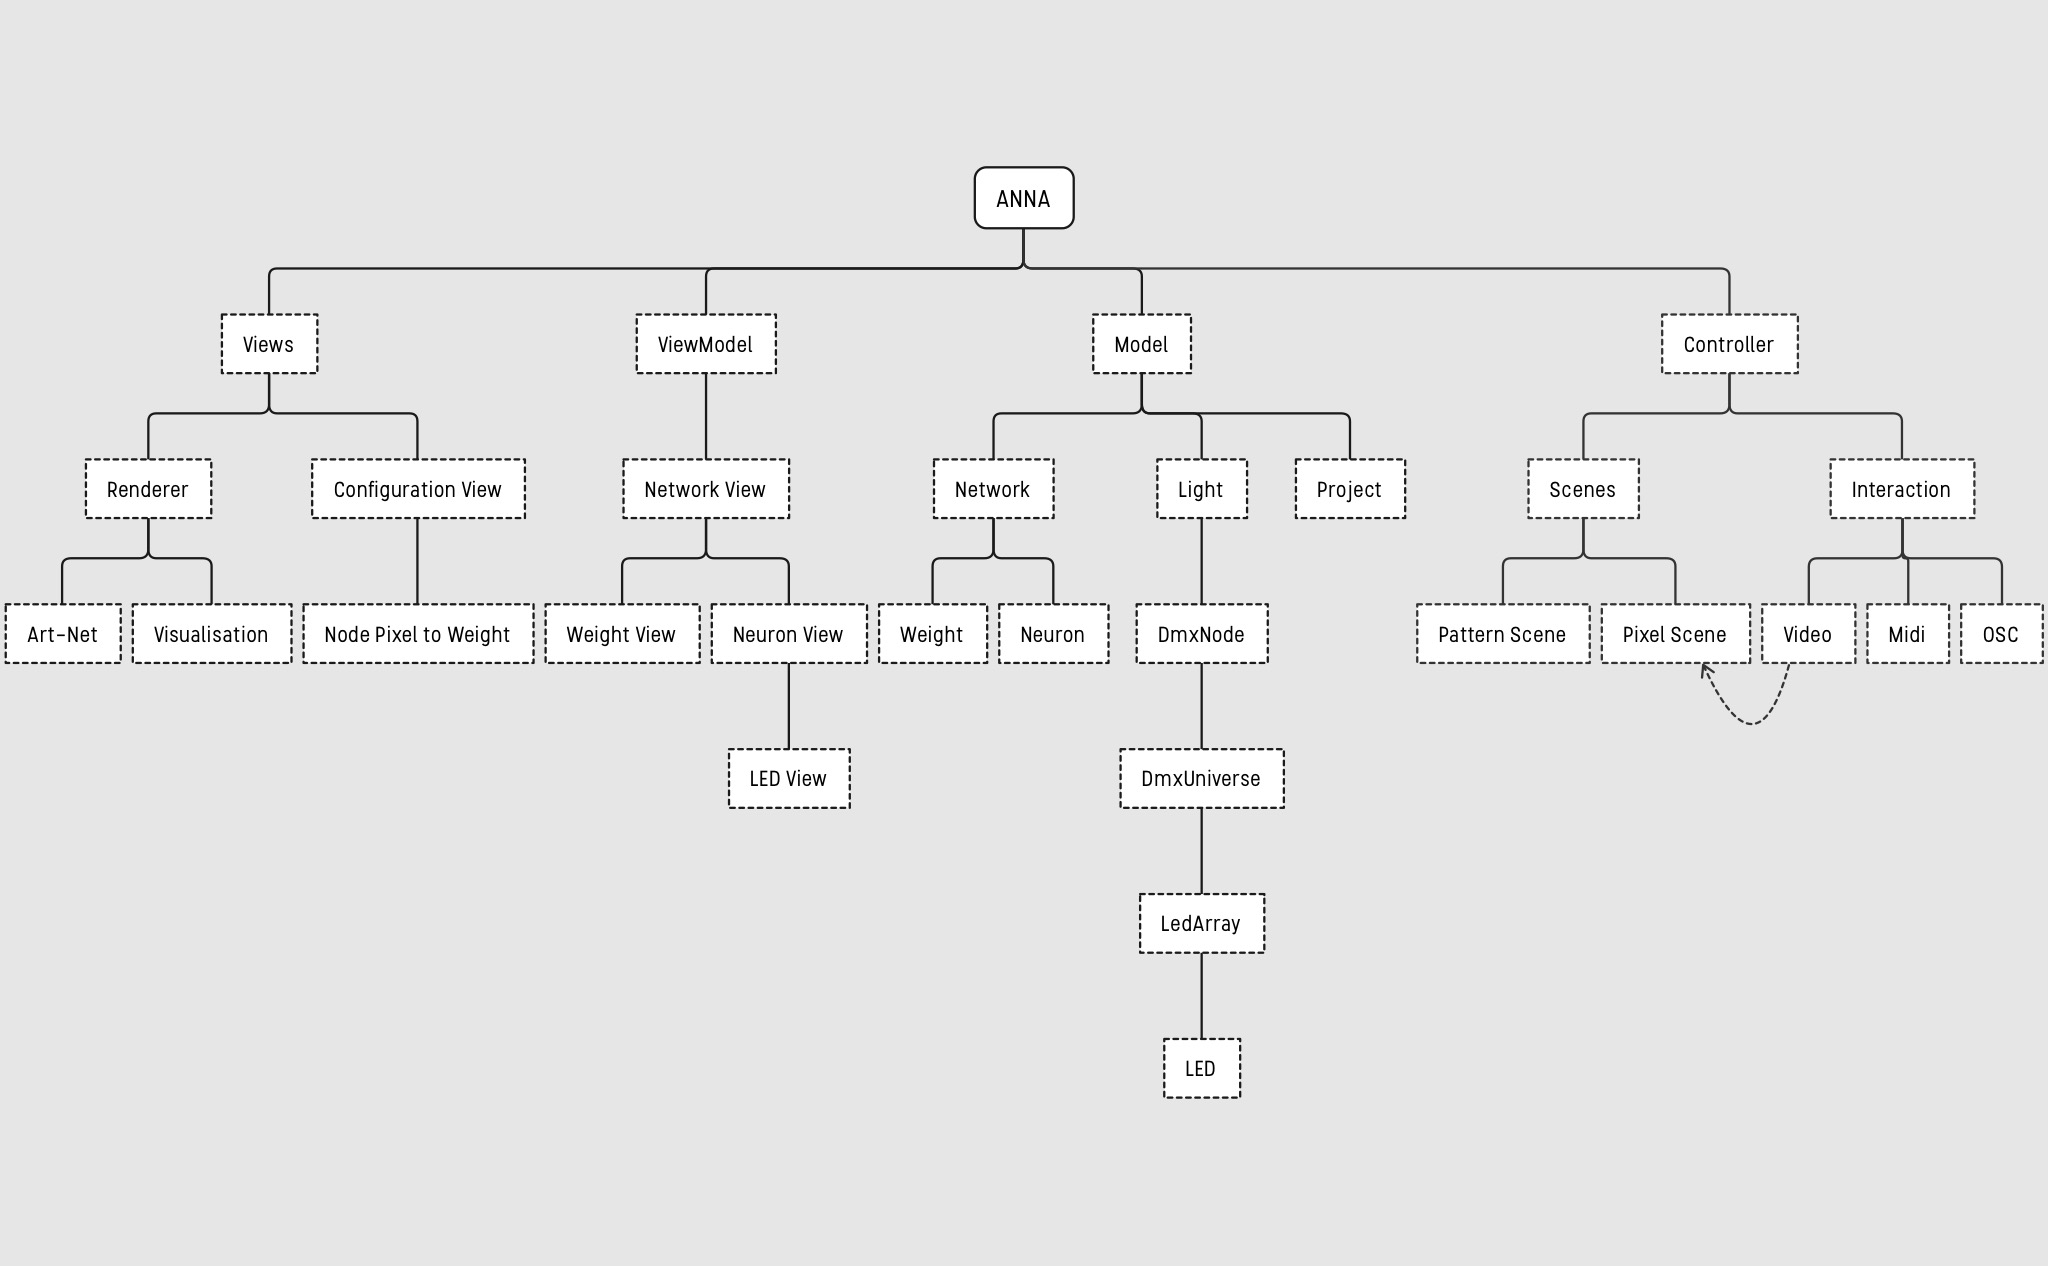 ANNA
Views
ViewModel
Model
Controller
Renderer
Configuration View
Network View
Network
Light
Project
Scenes
Interaction
Art-Net
Visualisation
Node Pixel to Weight
Weight View
Neuron View
Weight
Neuron
DmxNode
Pattern Scene
Pixel Scene
Video
Midi
OSC
LED View
DmxUniverse
LedArray
LED